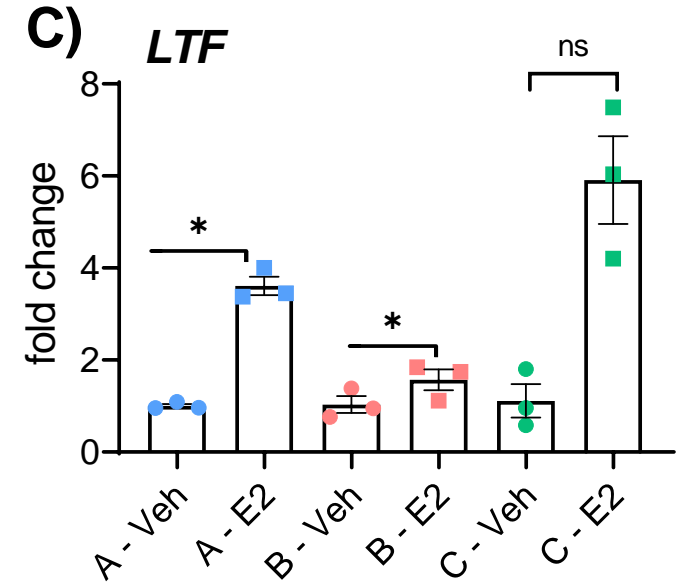 C)
LTF
ns
8
6
4
2
0
fold change
*
*
A - Veh
A - E2
B - Veh
B - E2
C - Veh
C - E2